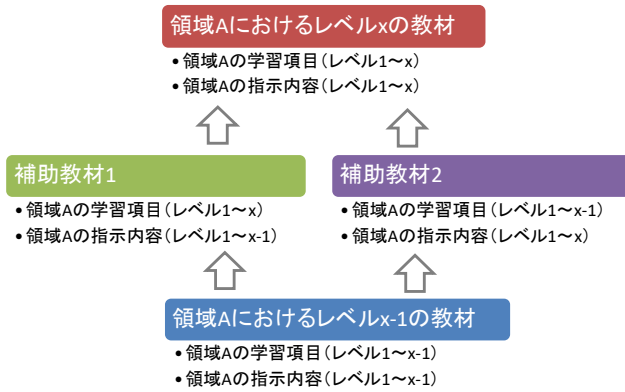 領域Aにおけるレベルxの教材
• 領域Aの学習項目(レベル1～x)
• 領域Aの指示内容(レベル1～x)
補助教材1
• 領域Aの学習項目(レベル1～x)
• 領域Aの指示内容(レベル1～x-1)
補助教材2
• 領域Aの学習項目(レベル1～x-1)
• 領域Aの指示内容(レベル1～x)
領域Aにおけるレベルx-1の教材
• 領域Aの学習項目(レベル1～x-1)
• 領域Aの指示内容(レベル1～x-1)